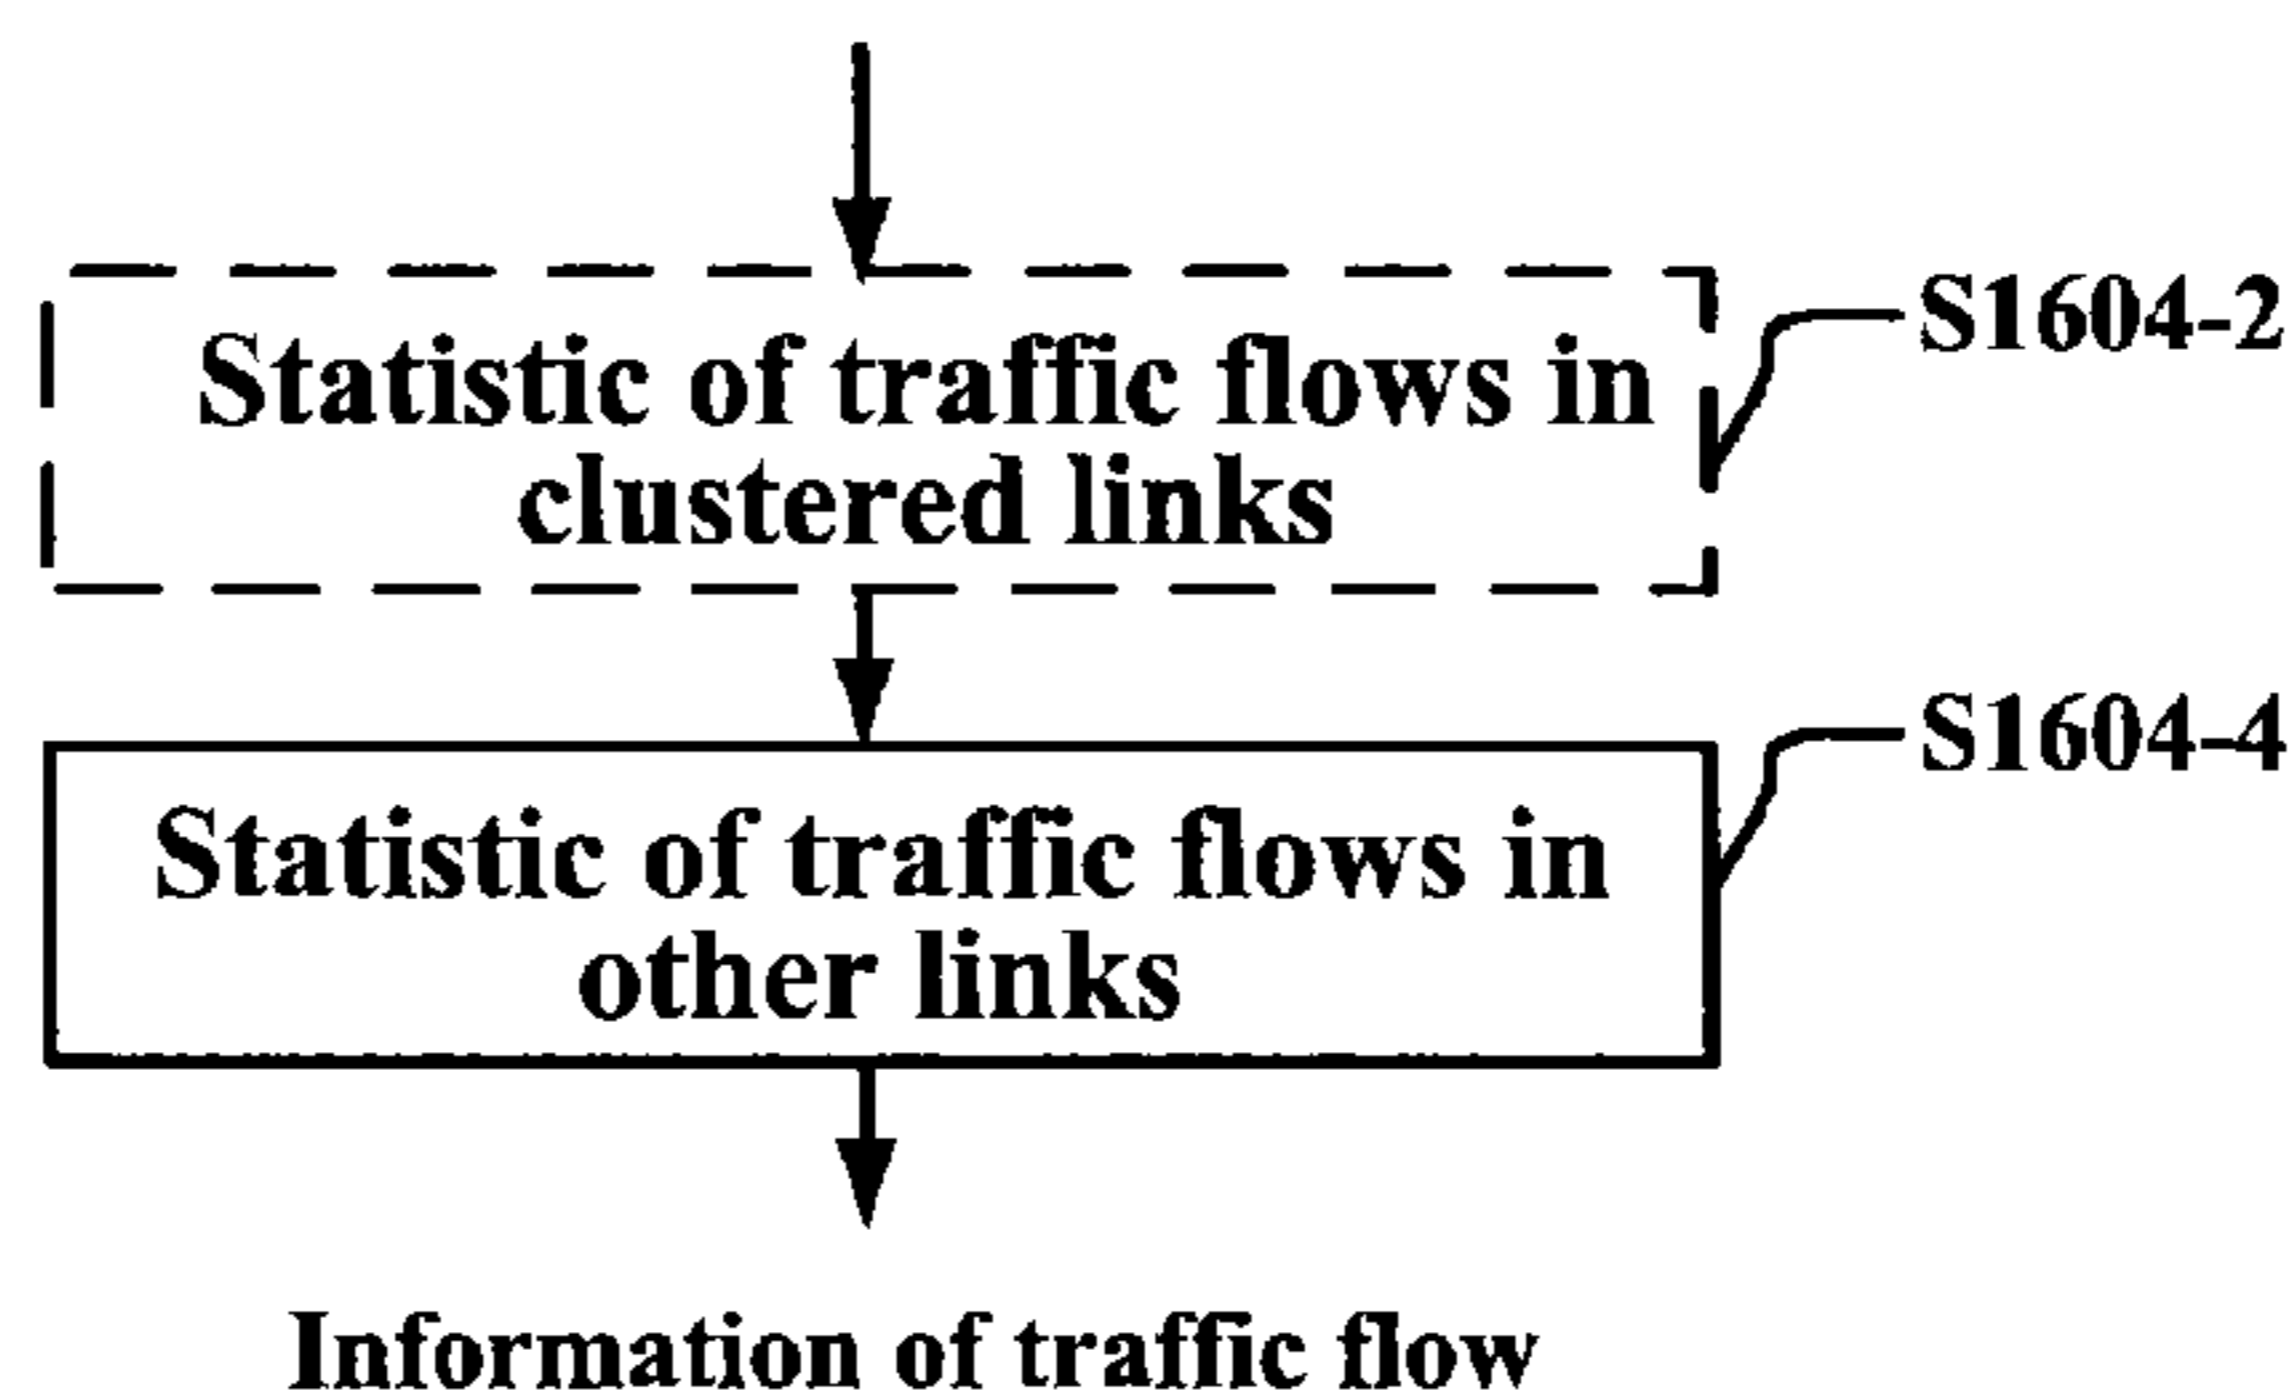 S1604-2
Statistic of traffic flows in
clustered links
S1604-4
Statistic of traffic flows in
other links
Information of traffic flow